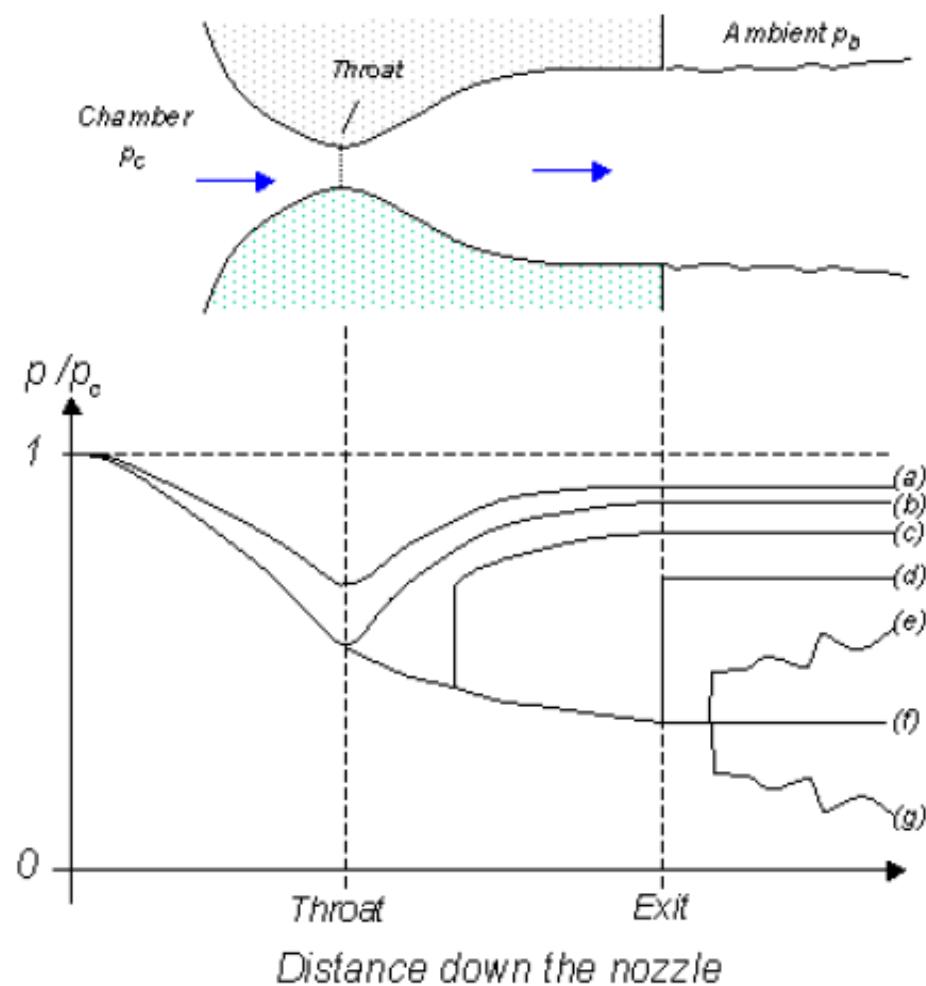 Ambient p_b
Throat
Chamber
p_c
p/p_c
1
(a)
(b)
(c)
(d)
(e)
(f)
(g)
0
Throat
Exit
Distance down the nozzle